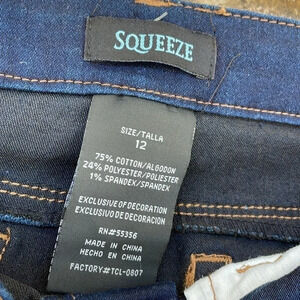 SQUEEZE
SIZE/TALLA
12
75% COTTON/ALGODON
24% POLYESTER/POLIESTER
1% SPANDEX/SPANDEX
EXCLUSIVE OF DECORATION
EXCLUSIVO DE DECORACION
RN#55356
MADE IN CHINA
HECHO EN CHINA
FACTORY#TCL-0807